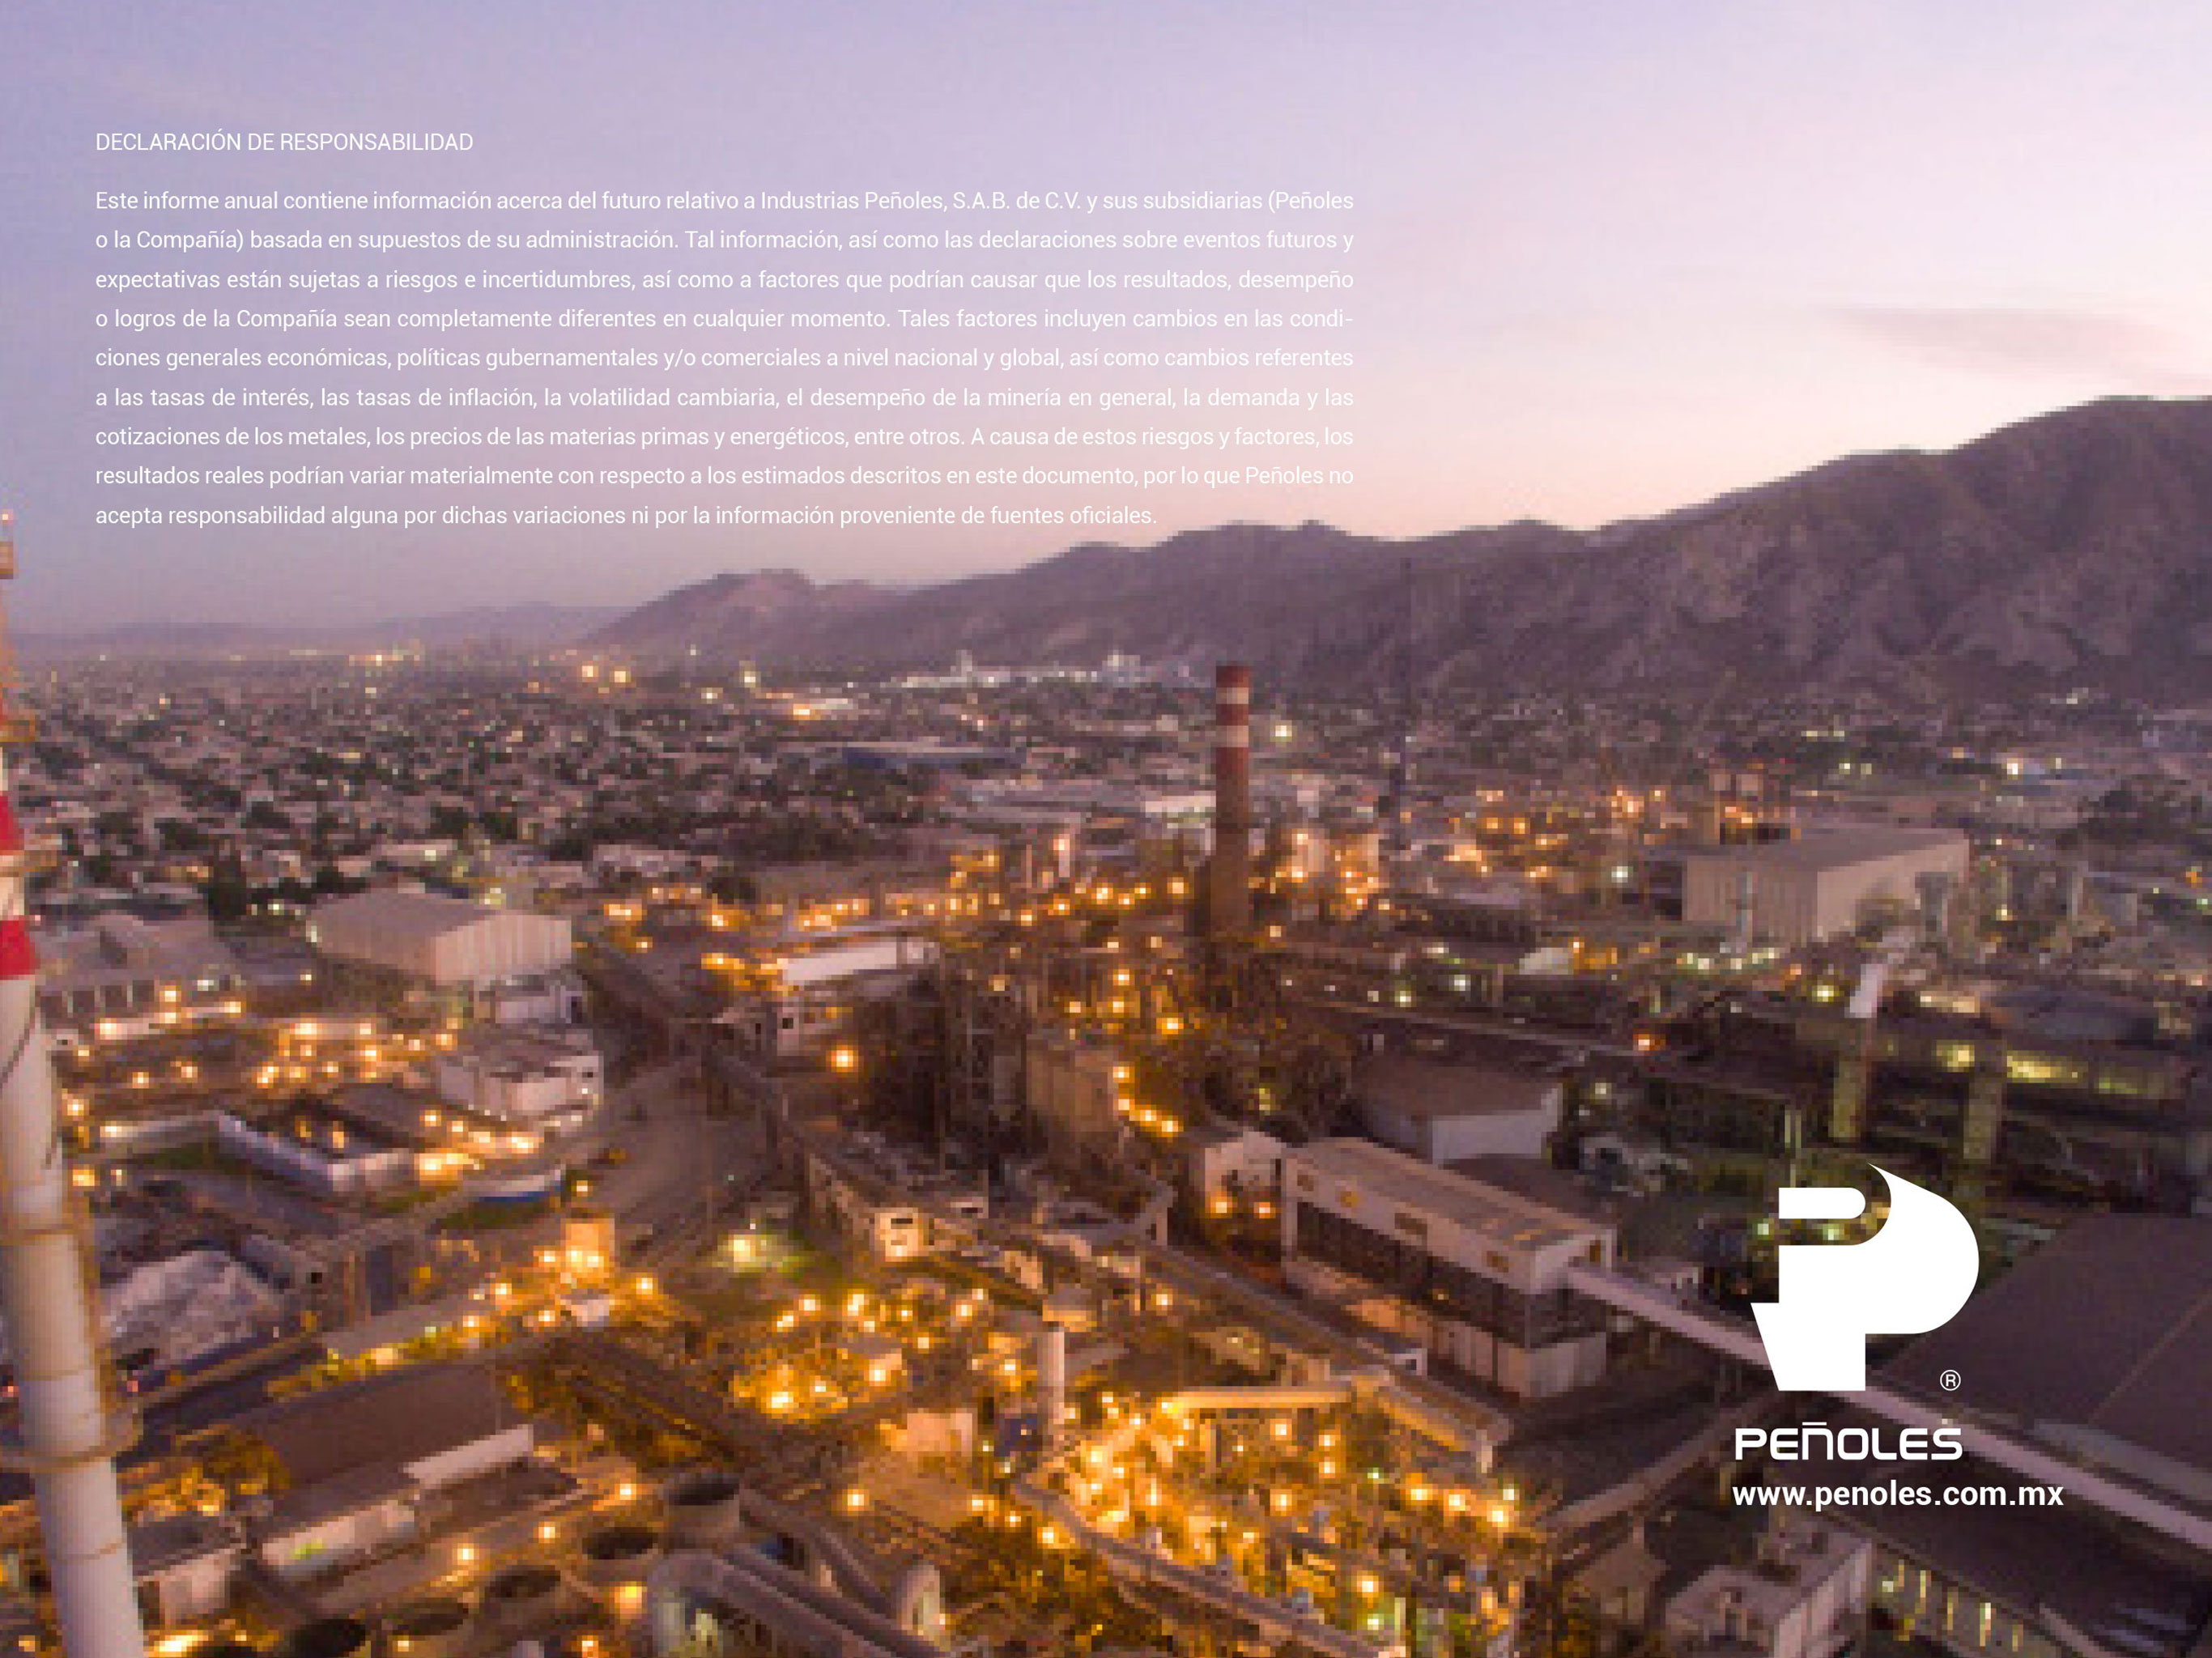 DECLARACIÓN DE RESPONSABILIDAD
Este informe anual contiene información acerca del futuro relativo a Industrias Peñoles, S.A.B. de C.V. y sus subsidiarias (Peñoles
o la Compañía) basada en supuestos de su administración. Tal información, así como las declaraciones sobre eventos futuros y
expectativas están sujetas a riesgos e incertidumbres, así como a factores que podrían causar que los resultados, desempeño
o logros de la Compañía sean completamente diferentes en cualquier momento. Tales factores incluyen cambios en las condi-
ciones generales económicas, políticas gubernamentales y/o comerciales a nivel nacional y global, así como cambios referentes
a las tasas de interés, las tasas de inflación, la volatilidad cambiaria, el desempeño de la minería en general, la demanda y las
cotizaciones de los metales, los precios de las materias primas y energéticos, entre otros. A causa de estos riesgos y factores, los
resultados reales podrían variar materialmente con respecto a los estimados descritos en este documento, por lo que Peñoles no
acepta responsabilidad alguna por dichas variaciones ni por la información proveniente de fuentes oficiales.
®
PEÑOLES
www.penoles.com.mx